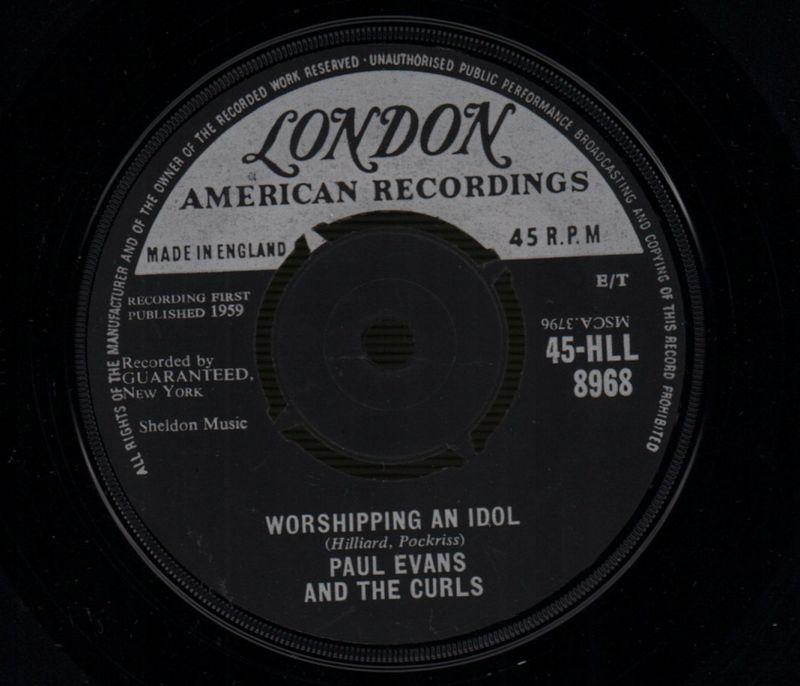 ALL RIGHTS OF THE MANUFACTURER AND OF THE OWNER OF THE RECORDED WORK RESERVED · UNAUTHORISED PUBLIC PERFORMANCE BROADCASTING AND COPYING OF THIS RECORD PROHIBITED
LONDON
AMERICAN RECORDINGS
MADE IN ENGLAND
45 R.P.M
E/T
RECORDING FIRST
PUBLISHED 1959
MSCA.3796
45-HLL
8968
Recorded by
GUARANTEED,
NEW YORK
Sheldon Music
WORSHIPPING AN IDOL
(Hilliard, Pockriss)
PAUL EVANS
AND THE CURLS